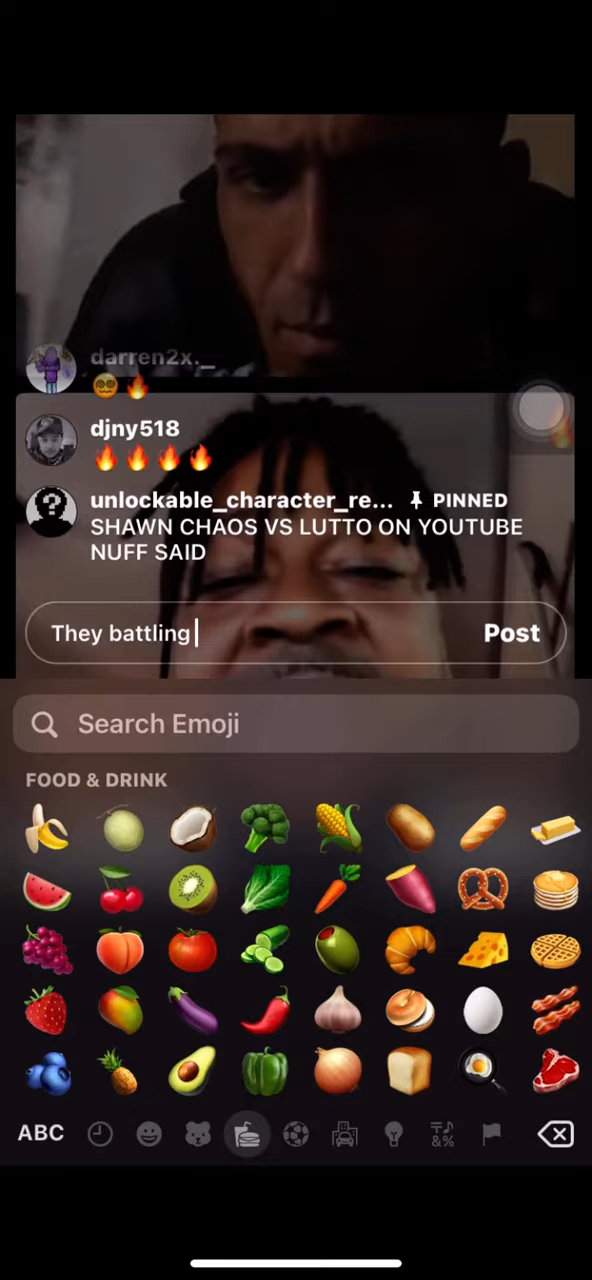 darren2x._
djny518
unlockable_character_re... PINNED
SHAWN CHAOS VS LUTTO ON YOUTUBE
NUFF SAID
They battling Post
Search Emoji
FOOD & DRINK
ABC